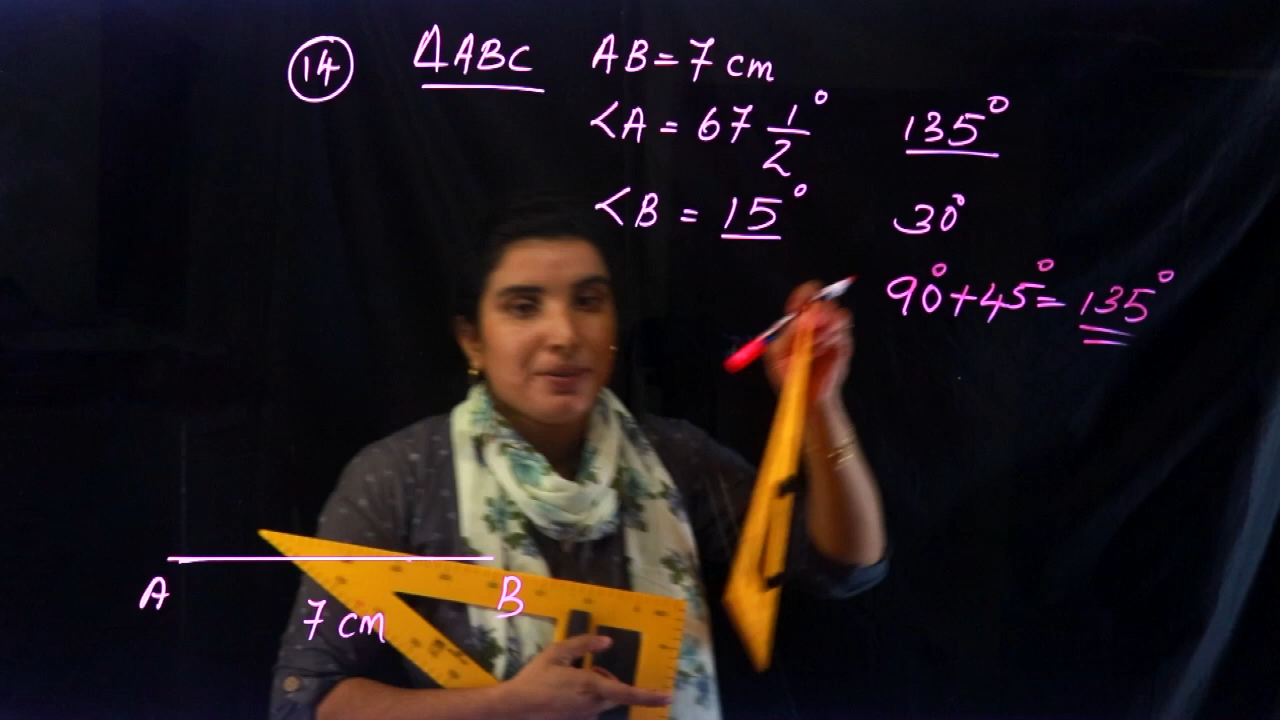 14 ΔABC AB = 7 cm
<A = 67 1/2° 135°
<B = 15° 30°
90° + 45° = 135°
A B
7 cm